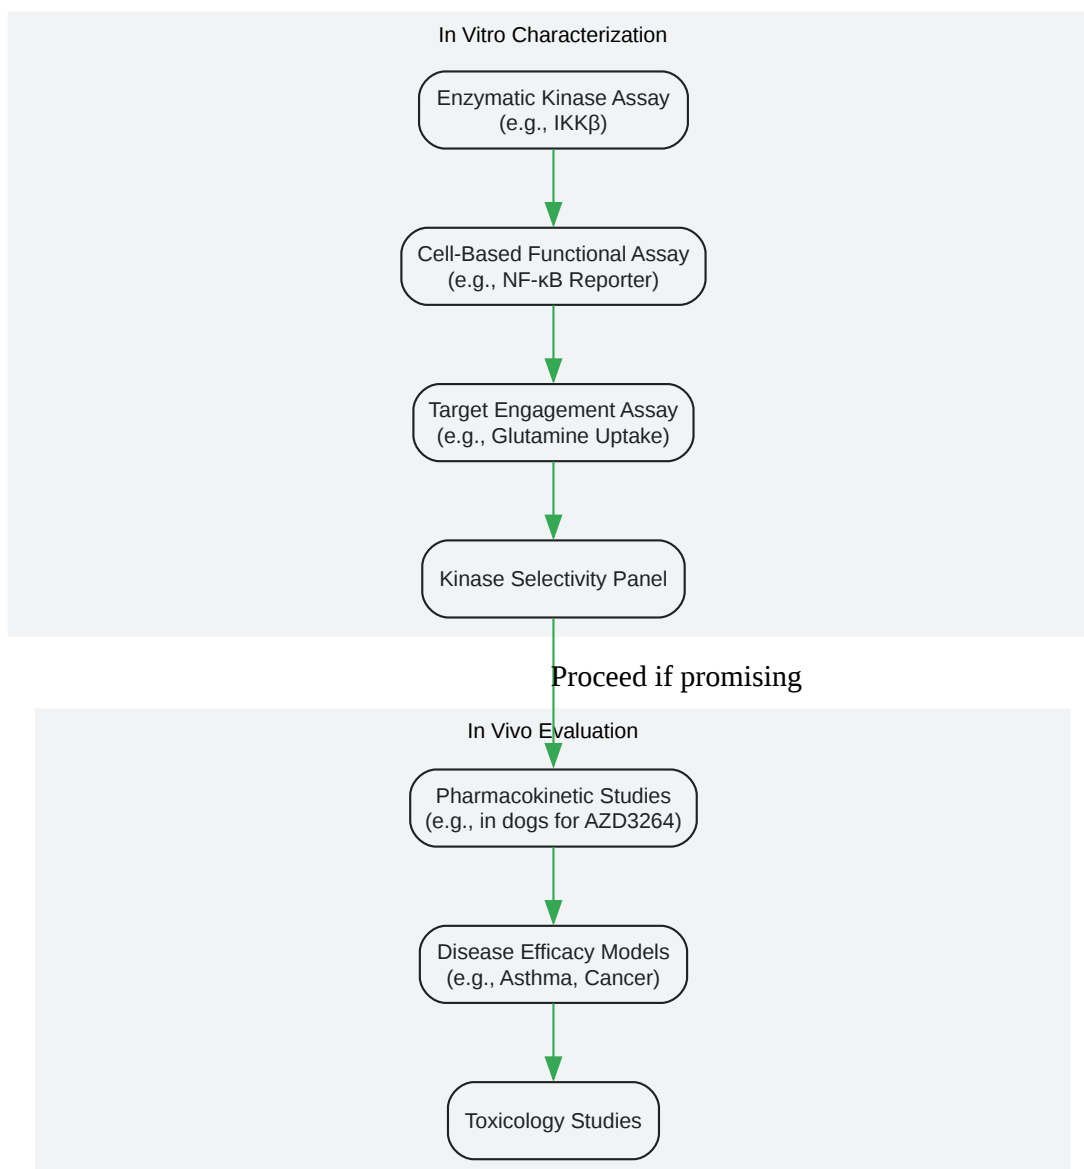 In Vitro Characterization
Enzymatic Kinase Assay
(e.g., IKKβ)
Cell-Based Functional Assay
(e.g., NF-κB Reporter)
Target Engagement Assay
(e.g., Glutamine Uptake)
Kinase Selectivity Panel
Proceed if promising
In Vivo Evaluation
Pharmacokinetic Studies
(e.g., in dogs for AZD3264)
Disease Efficacy Models
(e.g., Asthma, Cancer)
Toxicology Studies